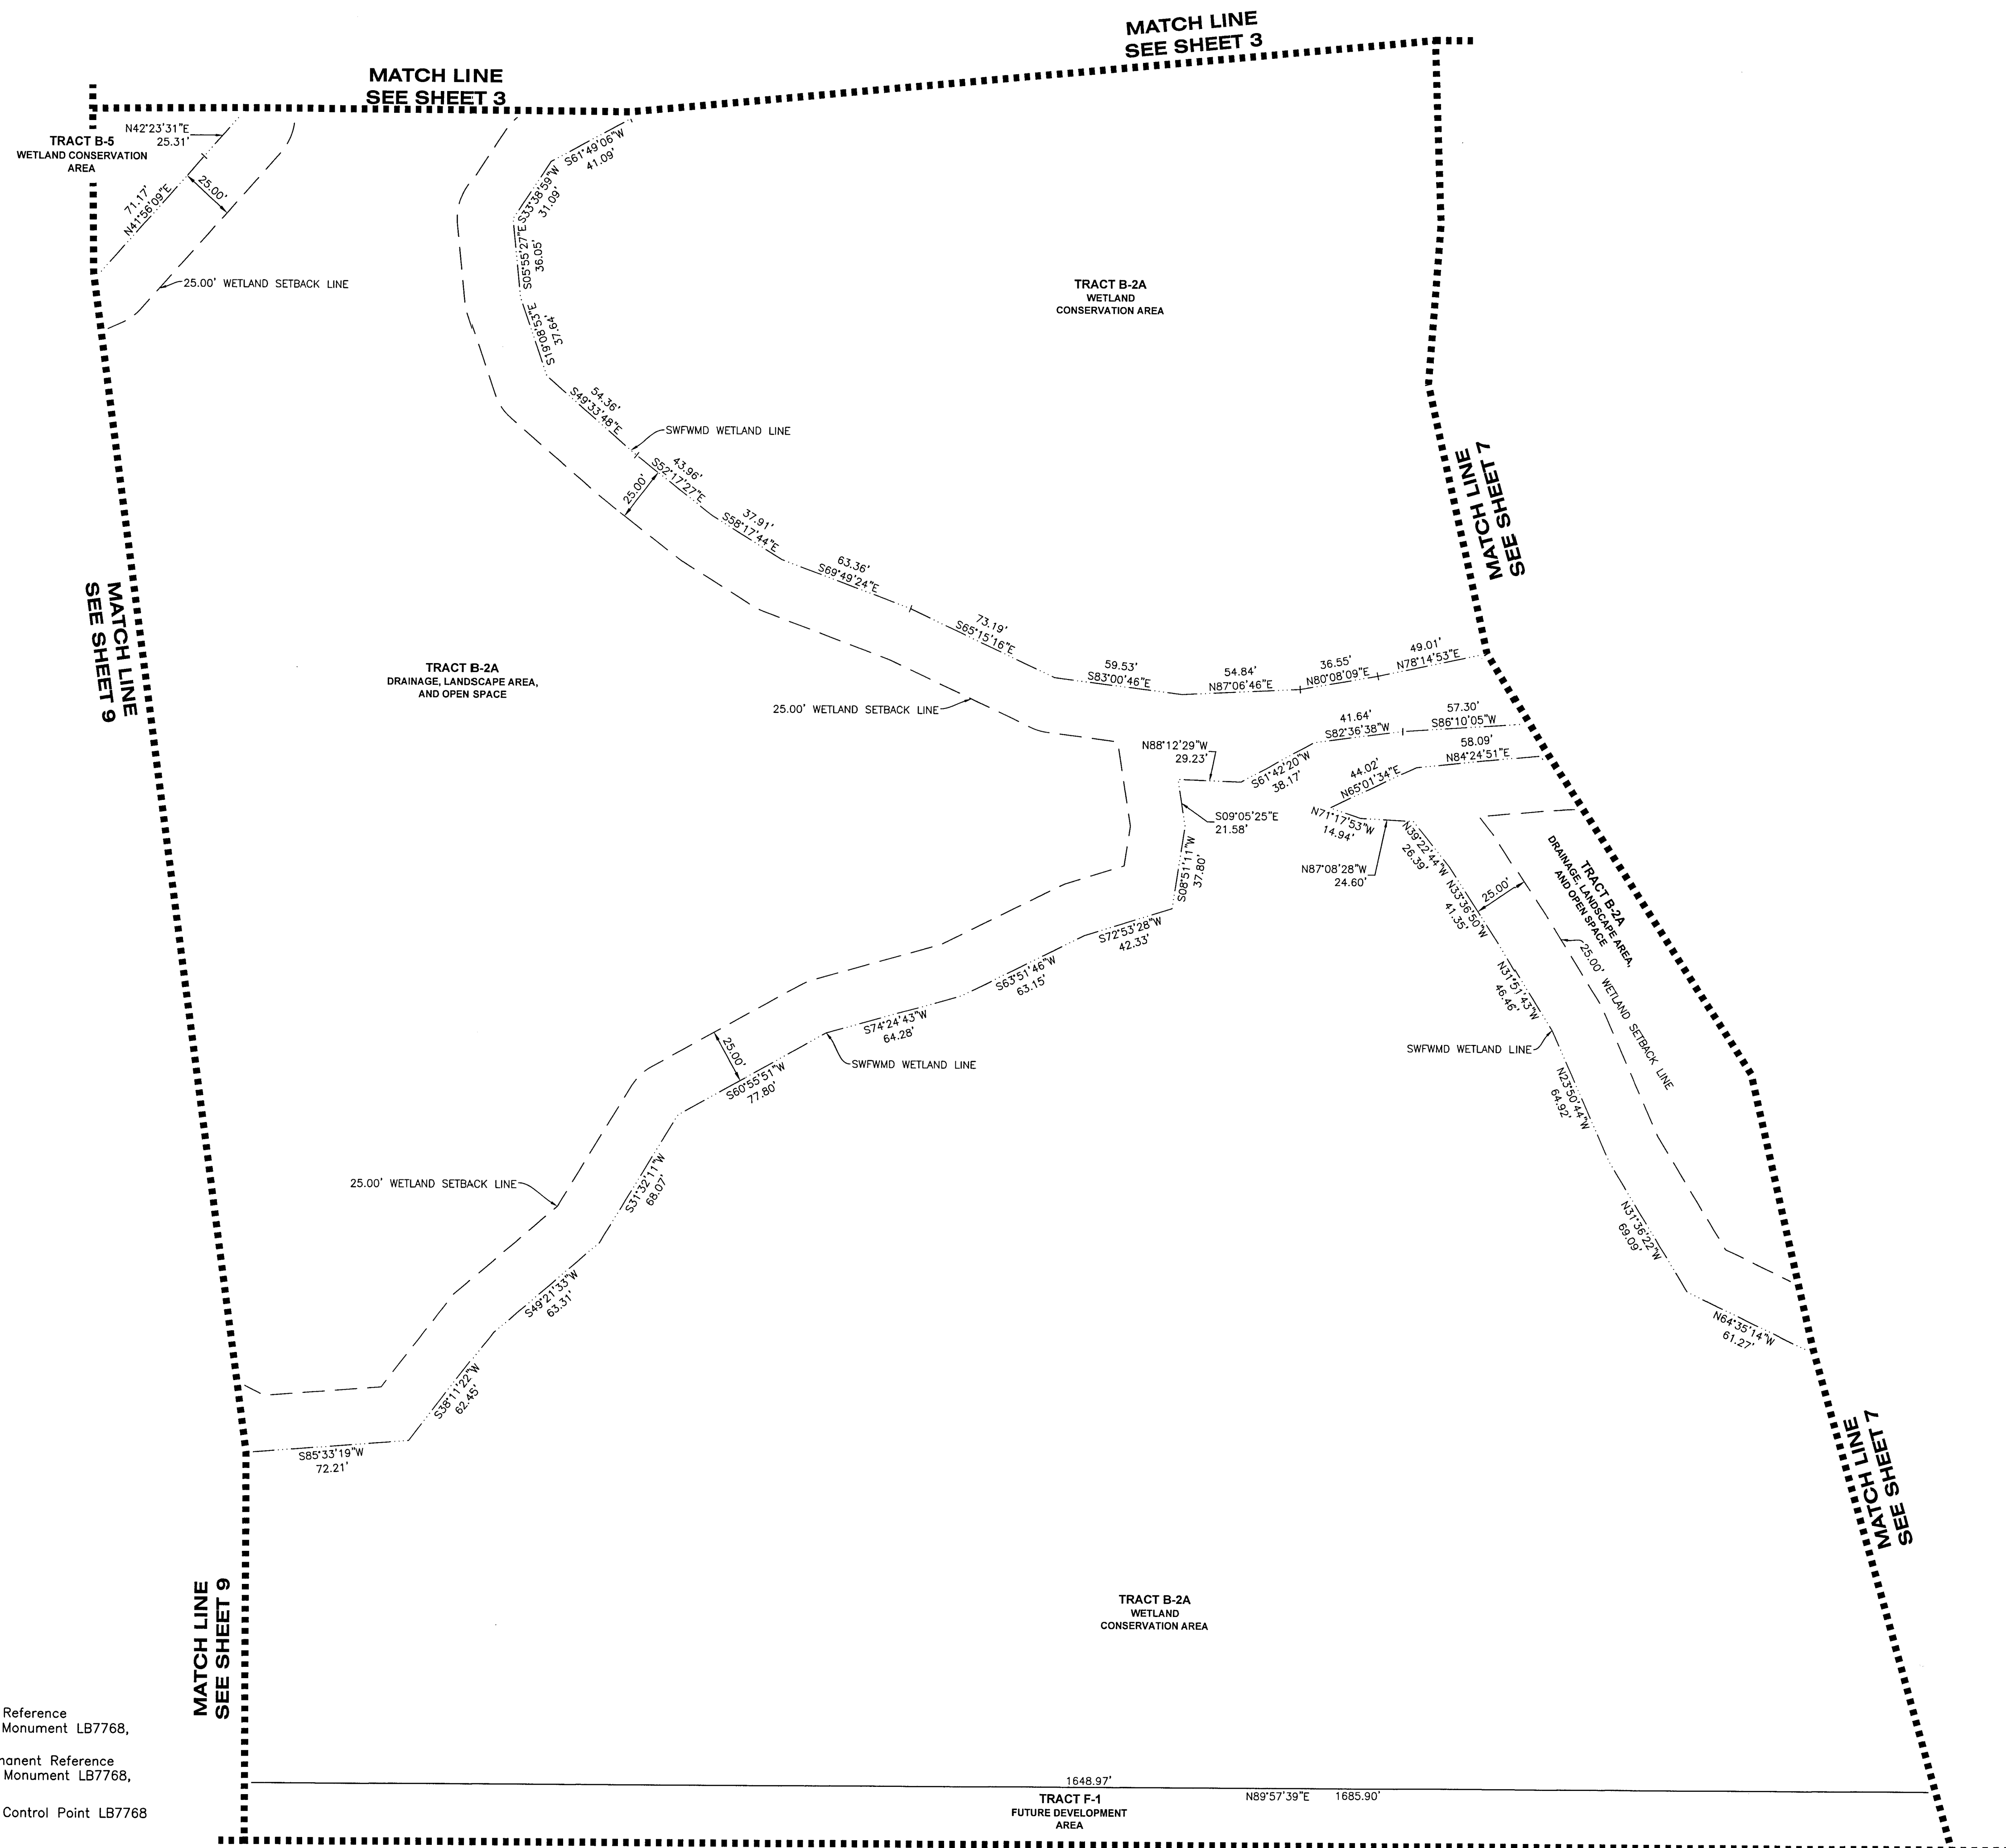 MATCH LINE
SEE SHEET 3
MATCH LINE
SEE SHEET 3
N42°23'31"E
25.31'
TRACT B-5
WETLAND CONSERVATION
AREA
71.17'
N41°56'09"E
25.00'
25.00' WETLAND SETBACK LINE
S61°49'06"W
41.09'
S33°38'59"W
31.09'
S05°55'27"E
36.05'
S19°08'53"E
37.64'
54.36'
S49°33'48"E
SWFWMD WETLAND LINE
43.96'
S52°17'27"E
25.00'
37.91'
S58°17'44"E
63.36'
S69°49'24"E
73.19'
S65°15'16"E
59.53'
S83°00'46"E
54.84'
N87°06'46"E
36.55'
N80°08'09"E
49.01'
N78°14'53"E
TRACT B-2A
WETLAND
CONSERVATION AREA
MATCH LINE
SEE SHEET 7
MATCH LINE
SEE SHEET 9
TRACT B-2A
DRAINAGE, LANDSCAPE AREA,
AND OPEN SPACE
25.00' WETLAND SETBACK LINE
N88°12'29"W
29.23'
S61°42'20"W
38.17'
41.64'
S82°36'38"W
57.30'
S86°10'05"W
58.09'
N84°24'51"E
44.02'
N65°01'34"E
N71°17'53"W
14.94'
N87°08'28"W
24.60'
N39°22'44"W
26.39'
N33°36'50"W
41.35'
25.00'
TRACT B-2A
DRAINAGE, LANDSCAPE AREA,
AND OPEN SPACE
25.00' WETLAND SETBACK LINE
N31°51'43"W
46.46'
SWFWMD WETLAND LINE
N23°50'44"W
64.92'
N31°36'22"W
69.09'
N64°35'14"W
61.27'
S09°05'25"E
21.58'
S08°51'11"W
37.80'
S72°53'28"W
42.33'
S63°51'46"W
63.15'
S74°24'43"W
64.28'
SWFWMD WETLAND LINE
25.00'
S60°55'51"W
77.80'
S31°32'11"W
68.07'
25.00' WETLAND SETBACK LINE
S49°21'33"W
63.31'
S38°11'22"W
62.45'
S85°33'19"W
72.21'
MATCH LINE
SEE SHEET 7
MATCH LINE
SEE SHEET 9
TRACT B-2A
WETLAND
CONSERVATION AREA
Reference
Monument LB7768,
nanent Reference
Monument LB7768,
Control Point LB7768
1648.97'
N89°57'39"E 1685.90'
TRACT F-1
FUTURE DEVELOPMENT
AREA